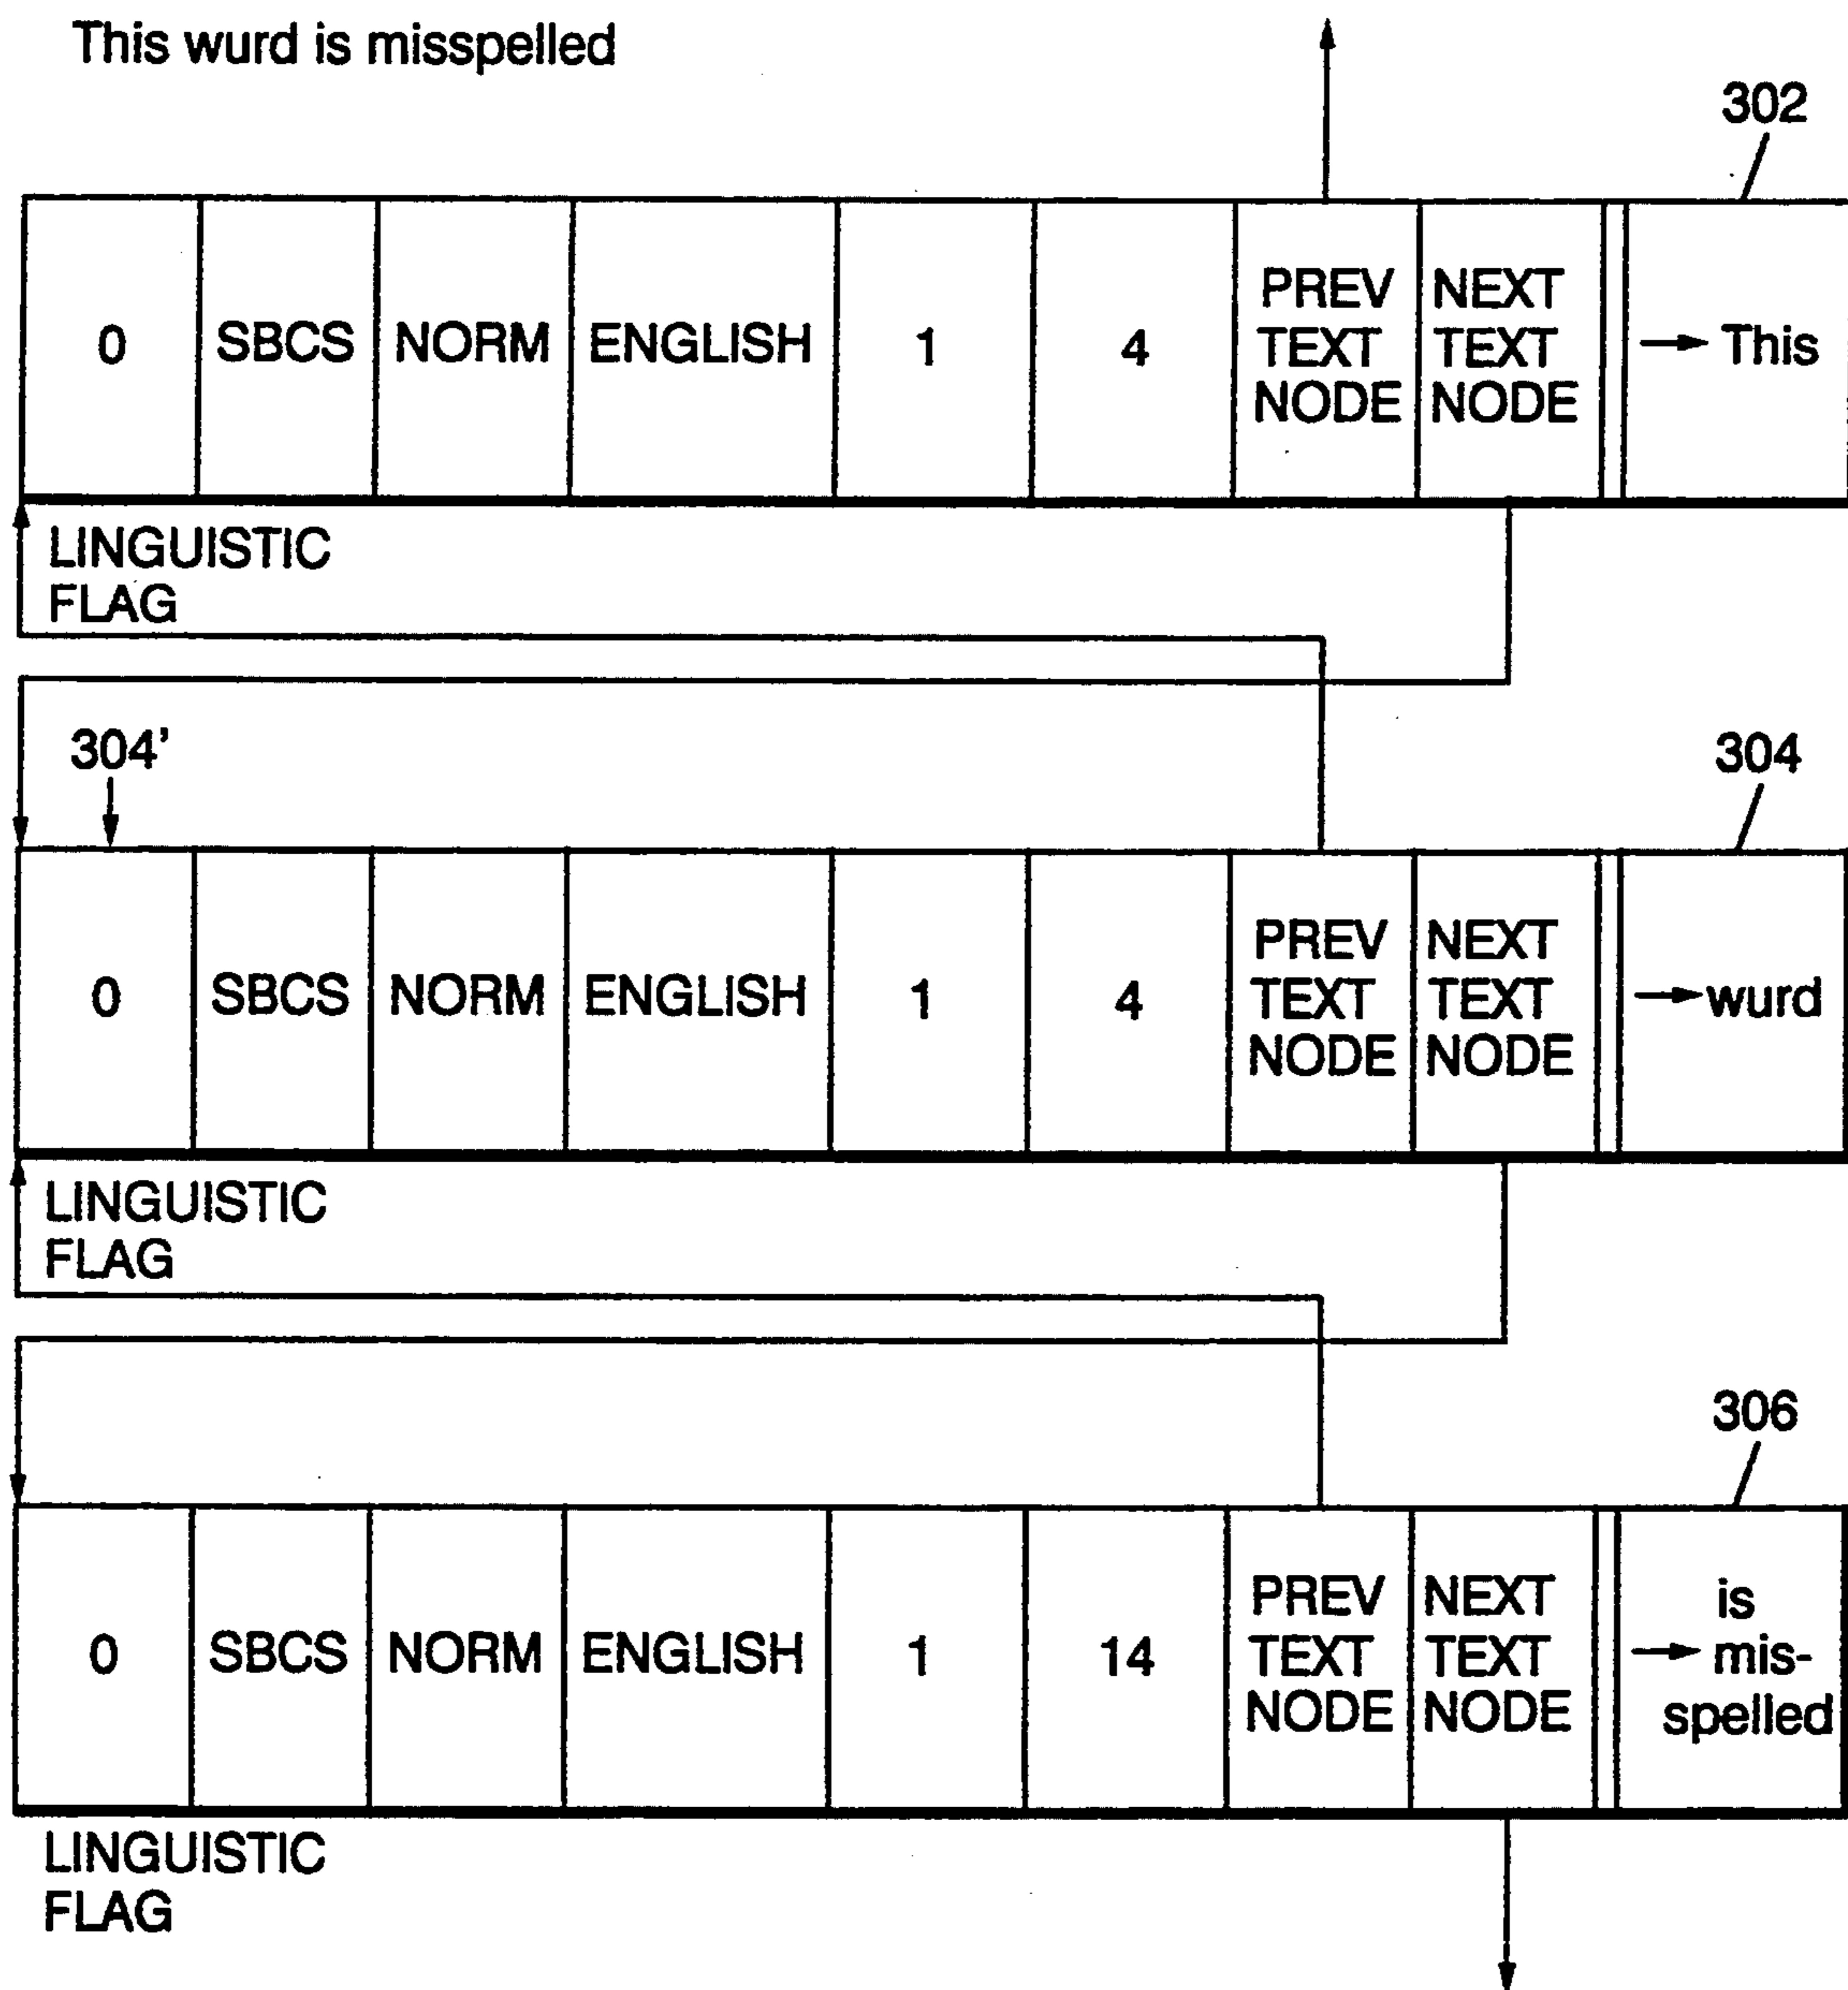 This wurd is misspelled
302
0 SBCS NORM ENGLISH 1 4 PREV TEXT NODE NEXT TEXT NODE This
LINGUISTIC
FLAG
304'
304
0 SBCS NORM ENGLISH 1 4 PREV TEXT NODE NEXT TEXT NODE wurd
LINGUISTIC
FLAG
306
0 SBCS NORM ENGLISH 1 14 PREV TEXT NODE NEXT TEXT NODE is mis-spelled
LINGUISTIC
FLAG